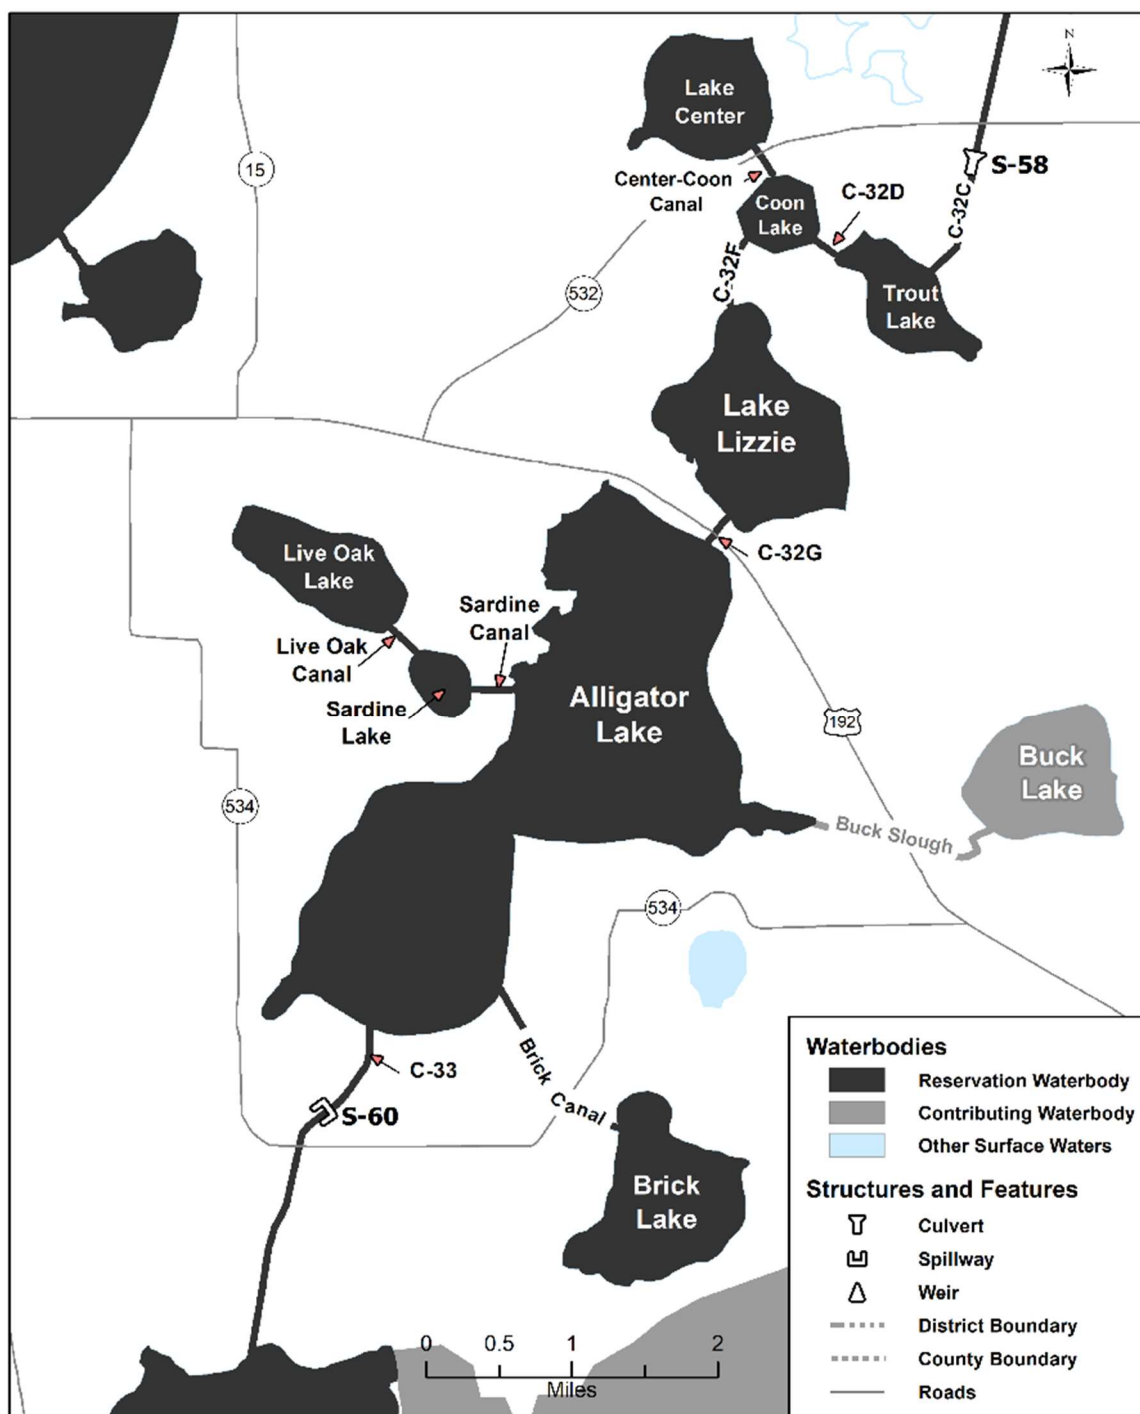 N
Lake
Center
15
S-58
Center-Coon
Canal
C-32D
C-32C
Coon
Lake
C-32F
532
Trout
Lake
Lake
Lizzie
C-32G
Live Oak
Lake
Sardine
Canal
Live Oak
Canal
Sardine
Lake
Alligator
Lake
192
Buck
Lake
534
Buck Slough
534
C-33
Brick Canal
S-60
Brick
Lake
Waterbodies
Reservation Waterbody
Contributing Waterbody
Other Surface Waters
Structures and Features
Culvert
Spillway
Weir
District Boundary
County Boundary
Roads
0 0.5 1 2
Miles